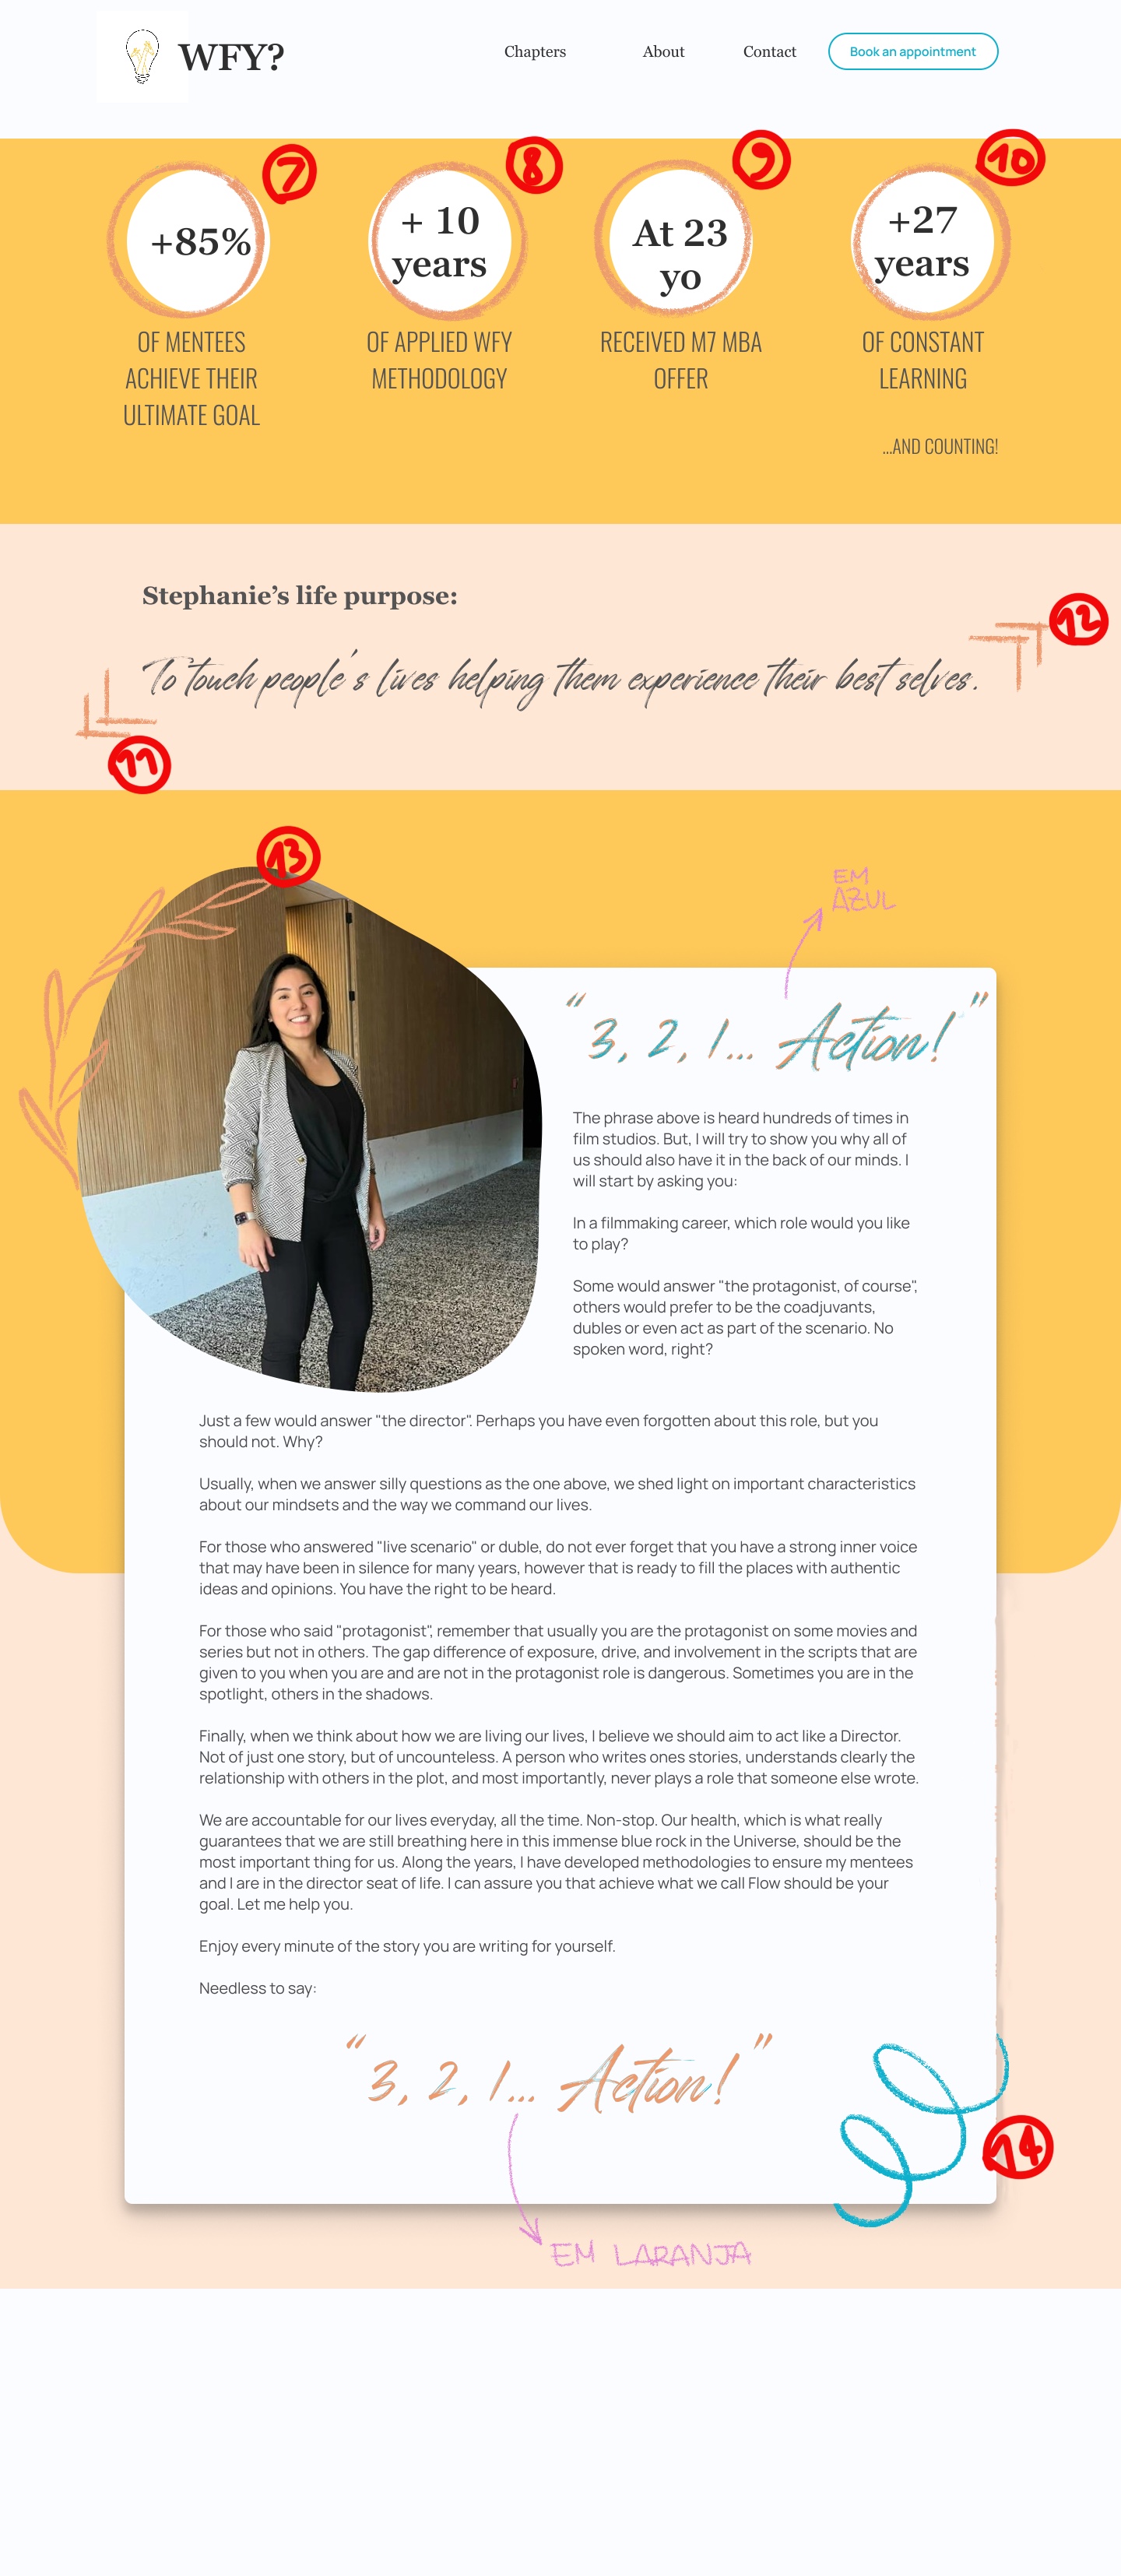 WFY?
Chapters About Contact Book an appointment
7
8
9
10
+85%
OF MENTEES
ACHIEVE THEIR
ULTIMATE GOAL
+ 10
years
OF APPLIED WFY
METHODOLOGY
At 23
yo
RECEIVED M7 MBA
OFFER
+27
years
OF CONSTANT
LEARNING
...AND COUNTING!
Stephanie’s life purpose:
12
To touch people's lives helping them experience their best selves.
11
13
EM
AZUL
“3, 2, 1... Action!”
The phrase above is heard hundreds of times in
film studios. But, I will try to show you why all of
us should also have it in the back of our minds. I
will start by asking you:
In a filmmaking career, which role would you like
to play?
Some would answer "the protagonist, of course",
others would prefer to be the coadjuvants,
dubles or even act as part of the scenario. No
spoken word, right?
Just a few would answer "the director". Perhaps you have even forgotten about this role, but you
should not. Why?
Usually, when we answer silly questions as the one above, we shed light on important characteristics
about our mindsets and the way we command our lives.
For those who answered "live scenario" or duble, do not ever forget that you have a strong inner voice
that may have been in silence for many years, however that is ready to fill the places with authentic
ideas and opinions. You have the right to be heard.
For those who said "protagonist", remember that usually you are the protagonist on some movies and
series but not in others. The gap difference of exposure, drive, and involvement in the scripts that are
given to you when you are and are not in the protagonist role is dangerous. Sometimes you are in the
spotlight, others in the shadows.
Finally, when we think about how we are living our lives, I believe we should aim to act like a Director.
Not of just one story, but of uncounteless. A person who writes ones stories, understands clearly the
relationship with others in the plot, and most importantly, never plays a role that someone else wrote.
We are accountable for our lives everyday, all the time. Non-stop. Our health, which is what really
guarantees that we are still breathing here in this immense blue rock in the Universe, should be the
most important thing for us. Along the years, I have developed methodologies to ensure my mentees
and I are in the director seat of life. I can assure you that achieve what we call Flow should be your
goal. Let me help you.
Enjoy every minute of the story you are writing for yourself.
Needless to say:
“3, 2, 1... Action!”
14
EM LARANJA